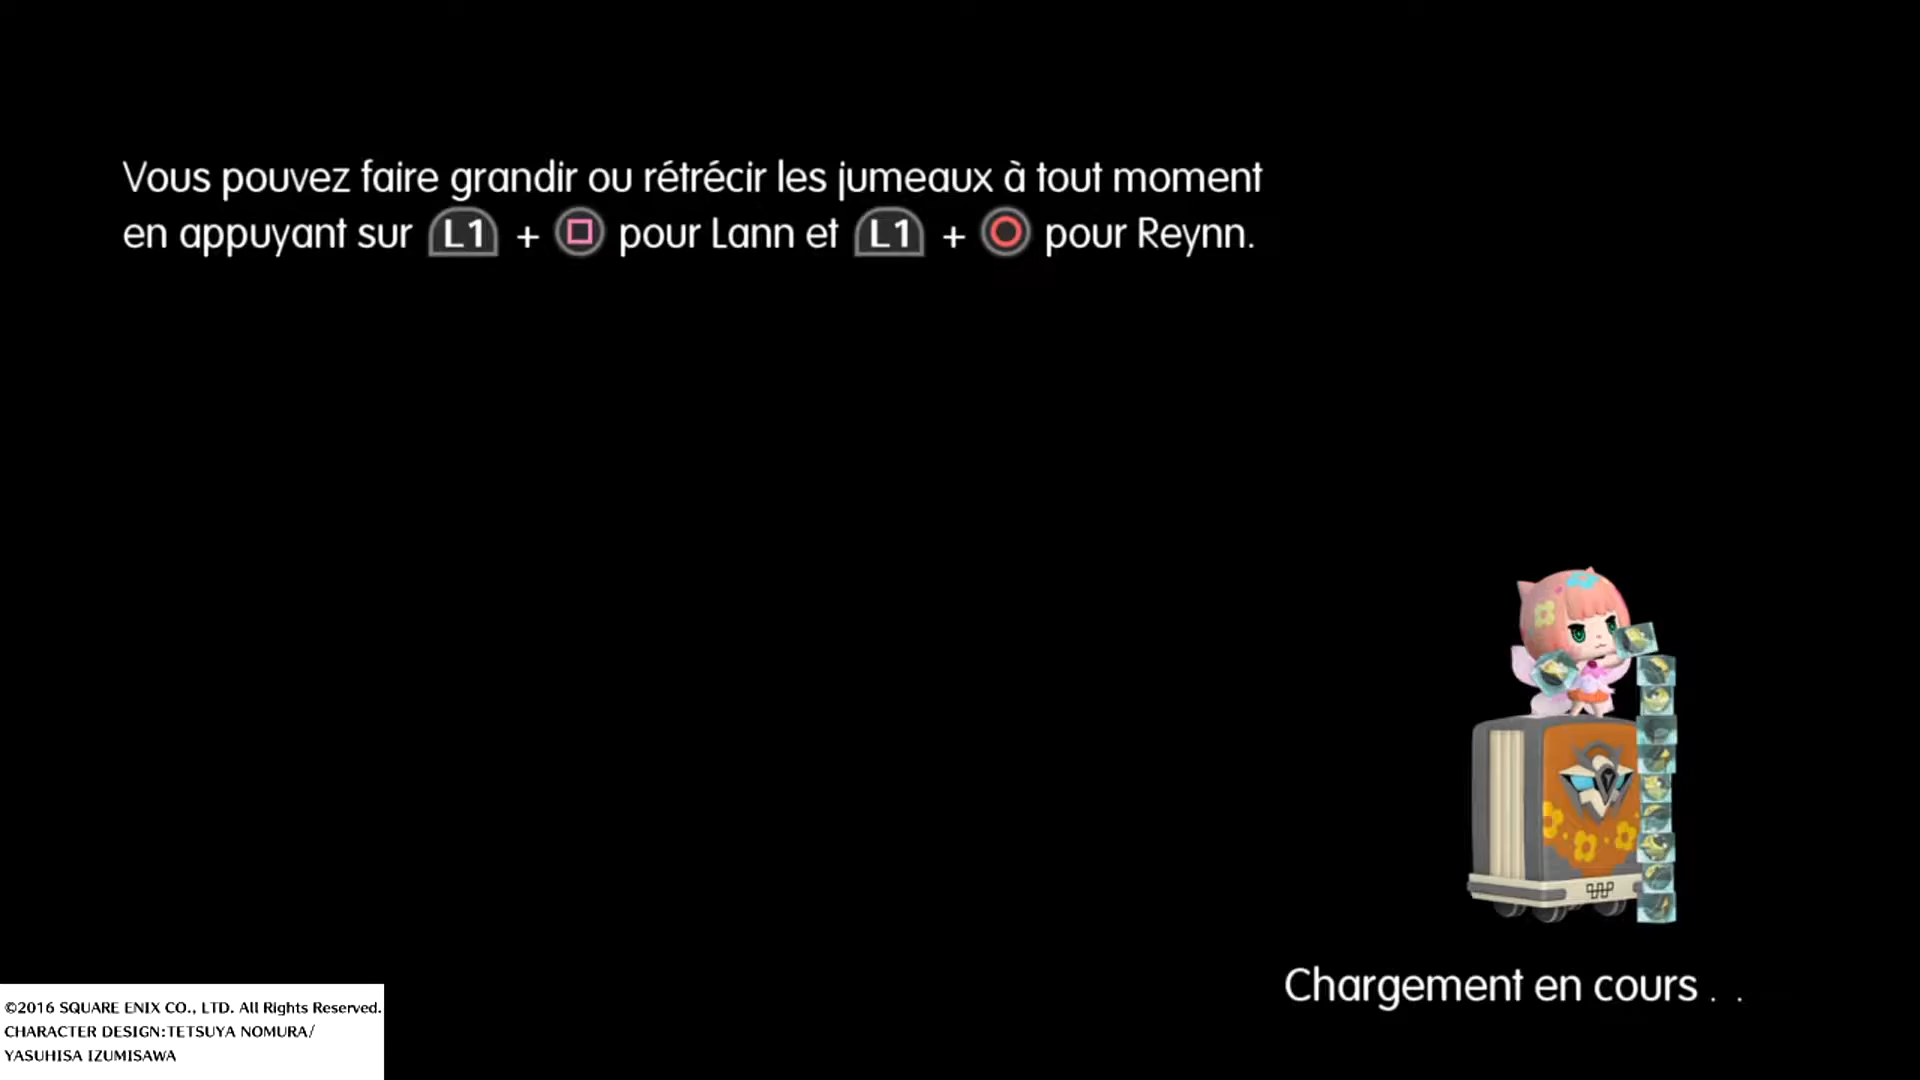 Vous pouvez faire grandir ou rétrécir les jumeaux à tout moment
en appuyant sur L1 + □ pour Lann et L1 + ○ pour Reynn.
Chargement en cours . .
©2016 SQUARE ENIX CO., LTD. All Rights Reserved.
CHARACTER DESIGN:TETSUYA NOMURA/
YASUHISA IZUMISAWA